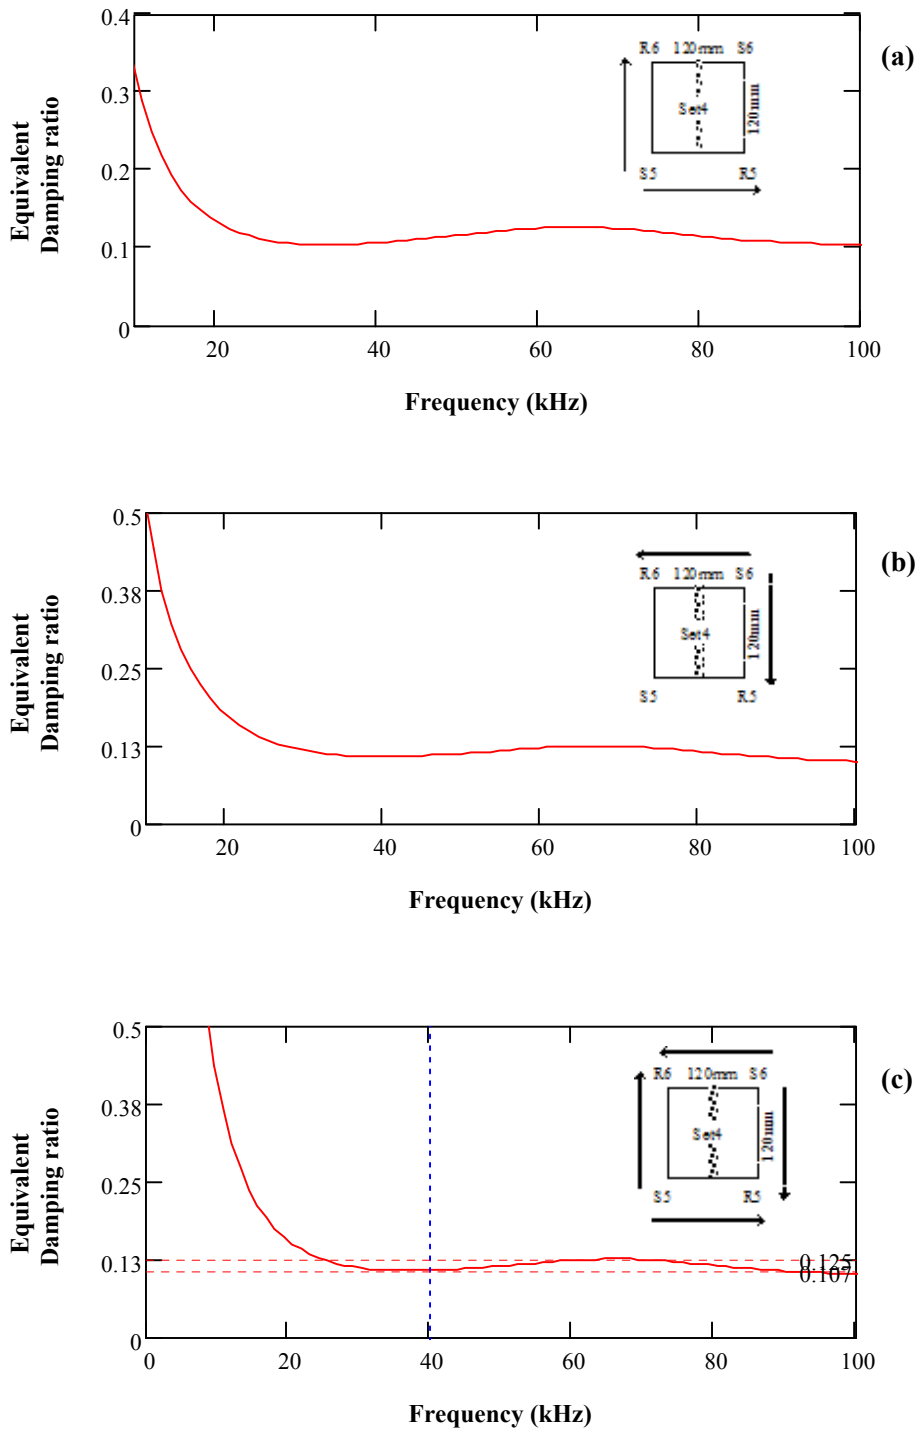 (a)
Equivalent
Damping ratio
0.4
0.3
0.2
0.1
0
R6 120mm S6
Set4
120mm
S5 R5
20 40 60 80 100
Frequency (kHz)
(b)
Equivalent
Damping ratio
0.5
0.38
0.25
0.13
0
R6 120mm S6
Set4
120mm
S5 R5
20 40 60 80 100
Frequency (kHz)
(c)
Equivalent
Damping ratio
0.5
0.38
0.25
0.13
0
R6 120mm S6
Set4
120mm
S5 R5
0.125
0.107
0 20 40 60 80 100
Frequency (kHz)